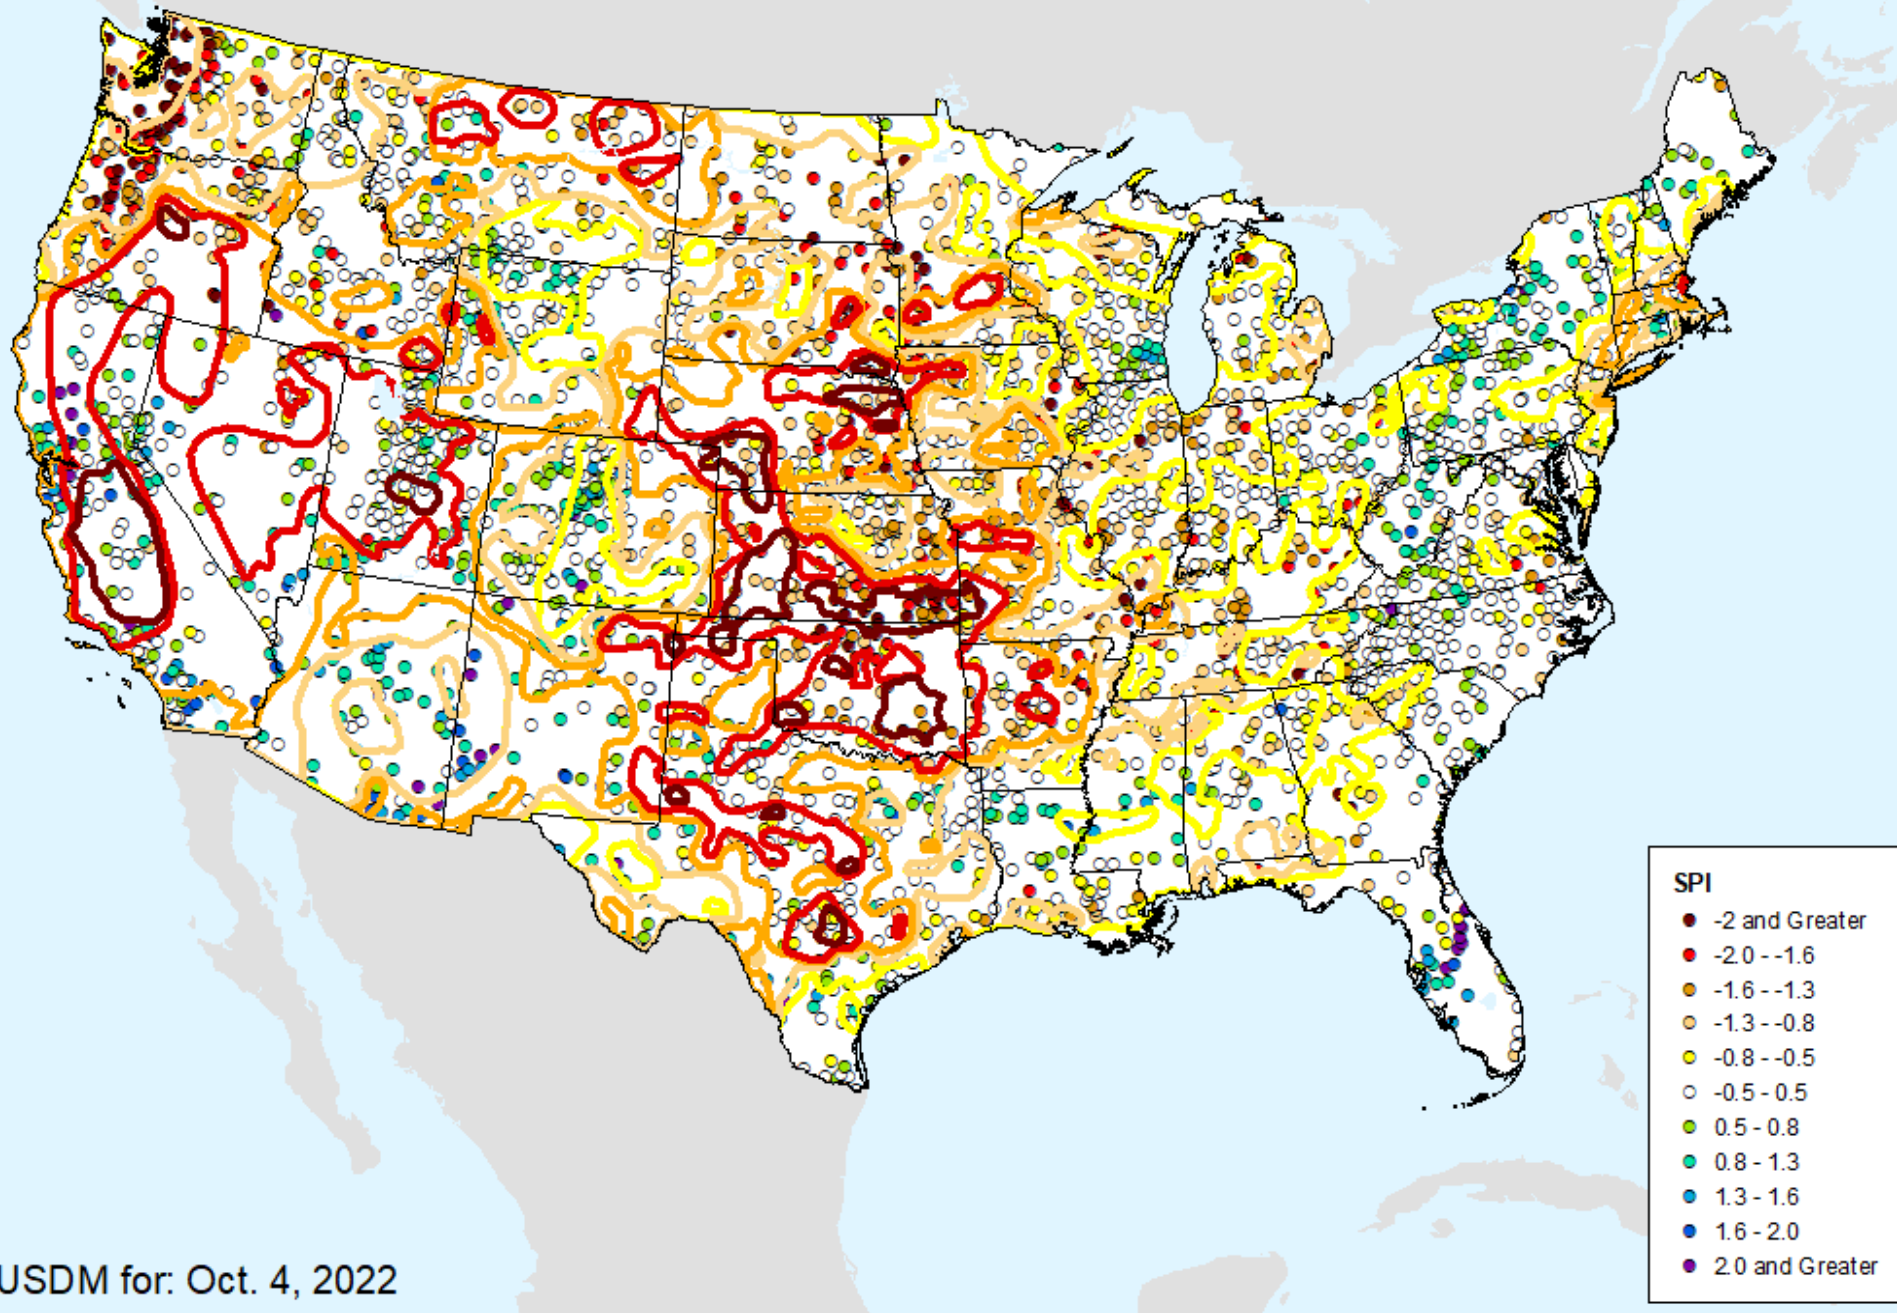 SPI
-2 and Greater
-2.0 - -1.6
-1.6 - -1.3
-1.3 - -0.8
-0.8 - -0.5
-0.5 - 0.5
0.5 - 0.8
0.8 - 1.3
1.3 - 1.6
1.6 - 2.0
2.0 and Greater
USDM for: Oct. 4, 2022